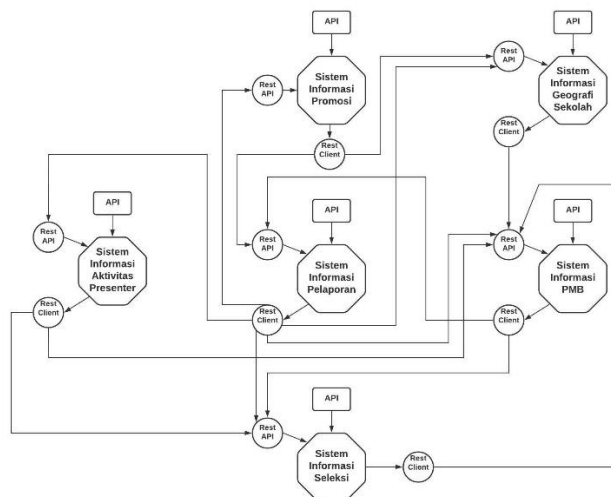 API
API
Rest
API
Sistem
Informasi
Promosi
Rest
API
Sistem
Informasi
Geografi
Sekolah
Rest
Client
Rest
Client
API
API
API
Rest
API
Sistem
Informasi
Aktivitas
Presenter
Rest
API
Sistem
Informasi
Pelaporan
Rest
API
Sistem
Informasi
PMB
Rest
Client
Rest
Client
Rest
Client
API
Rest
API
Sistem
Informasi
Seleksi
Rest
Client